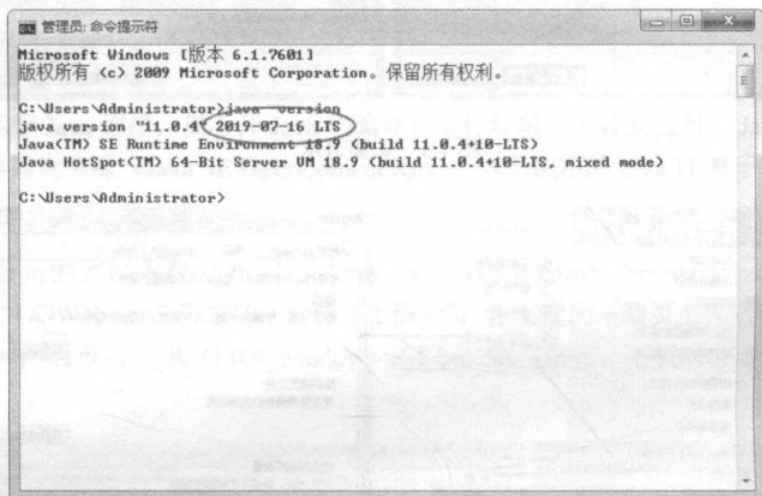 管理员: 命令提示符
Microsoft Windows [版本 6.1.7601]
版权所有 (c) 2009 Microsoft Corporation。保留所有权利。
C:\Users\Administrator>java -version
java version "11.0.4" 2019-07-16 LTS
Java(TM) SE Runtime Environment 18.9 (build 11.0.4+10-LTS)
Java HotSpot(TM) 64-Bit Server VM 18.9 (build 11.0.4+10-LTS, mixed mode)
C:\Users\Administrator>